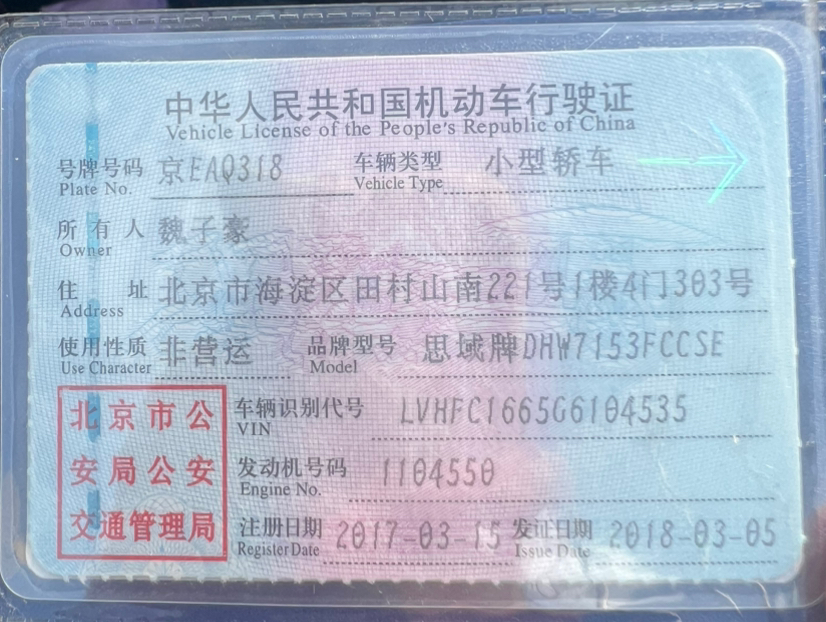 中华人民共和国机动车行驶证
Vehicle License of the People's Republic of China
号牌号码 京EAQ318 车辆类型 小型轿车
Plate No. Vehicle Type
所有人 魏子豪
Owner
住址 北京市海淀区田村山南221号1楼4门303号
Address
使用性质 非营运 品牌型号 思域牌DHW7153FCCSE
Use Character Model
北京市公
安局公安
交通管理局
车辆识别代号 LVHFC1665G6104535
VIN
发动机号码 1104550
Engine No.
注册日期 2017-03-15 发证日期 2018-03-05
Register Date Issue Date